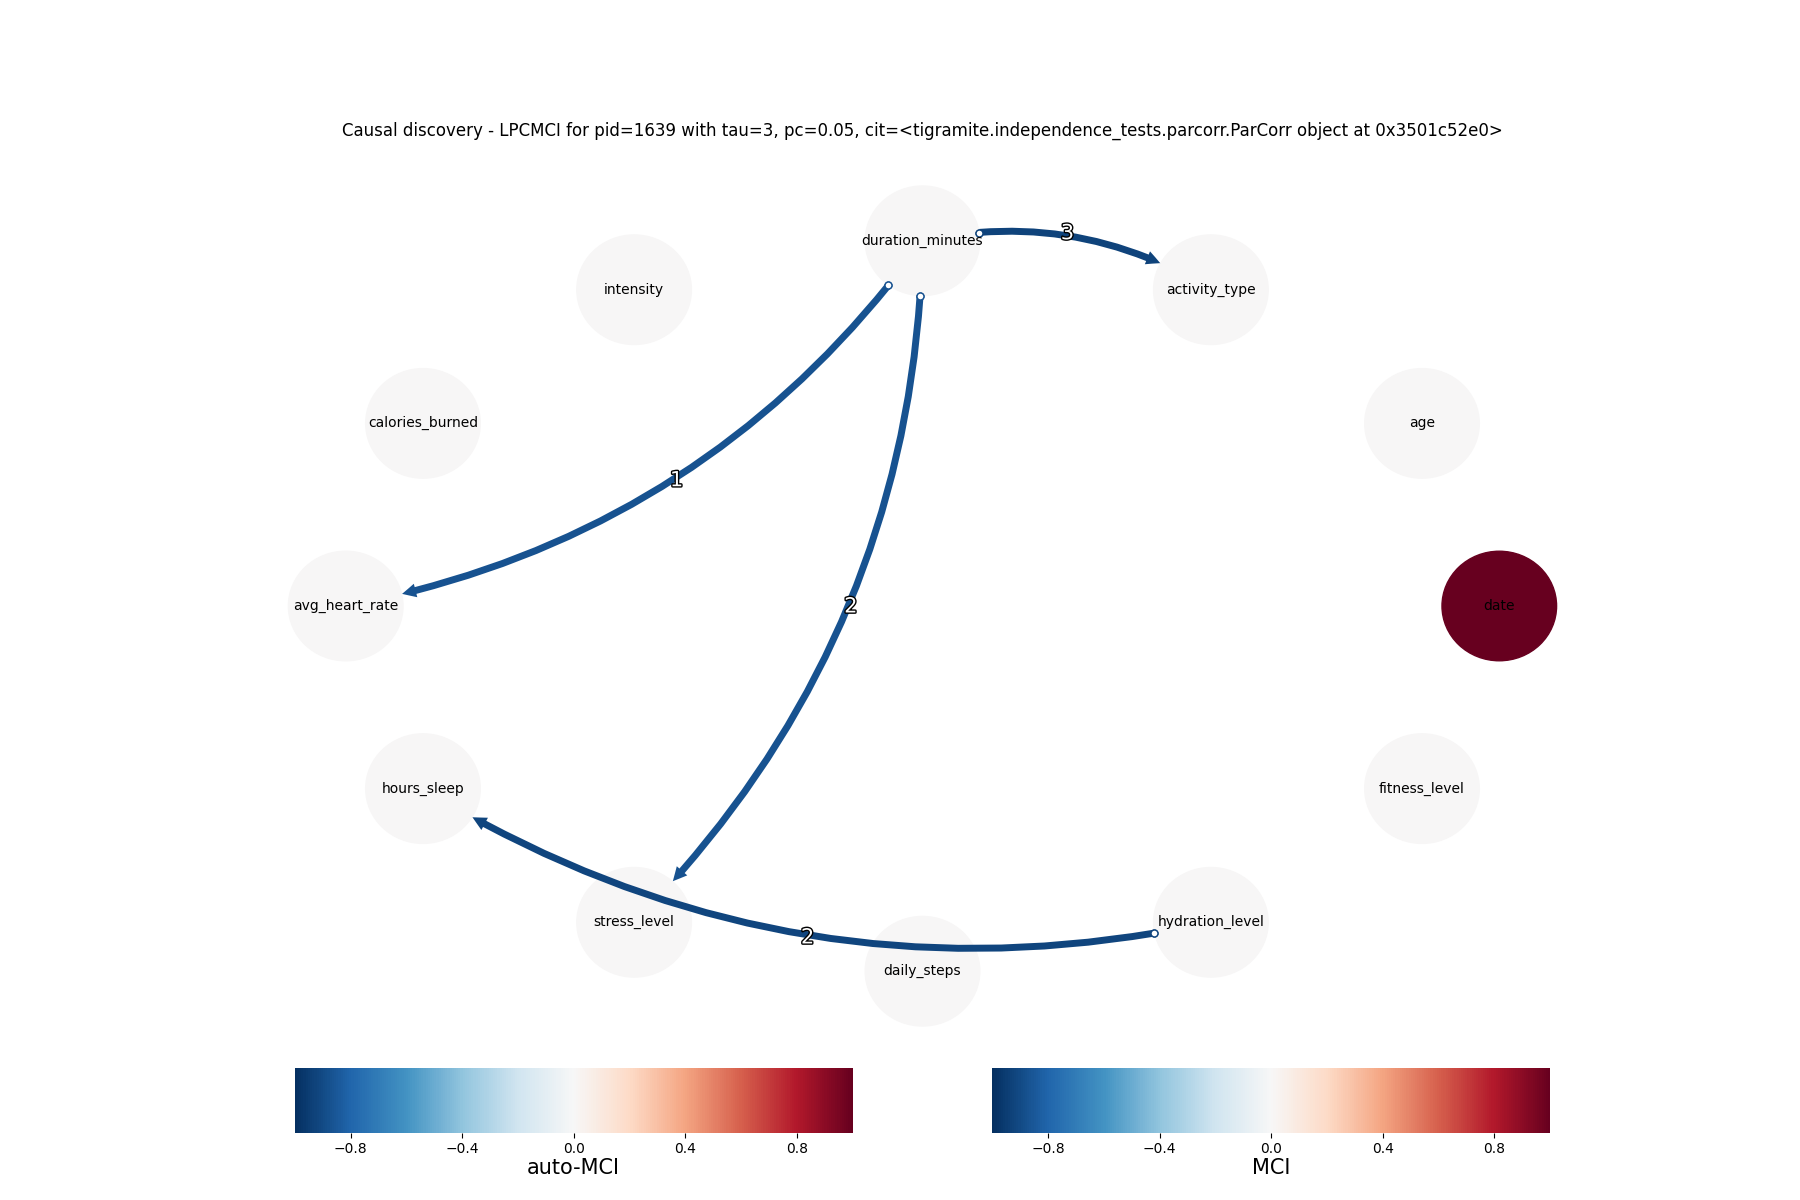 Causal discovery - LPCMCI for pid=1639 with tau=3, pc=0.05, cit=<tigramite.independence_tests.parcorr.ParCorr object at 0x3501c52e0>
duration_minutes
3
intensity
activity_type
calories_burned
age
1
avg_heart_rate
2
date
hours_sleep
fitness_level
stress_level
2
hydration_level
daily_steps
−0.8 −0.4 0.0 0.4 0.8
auto-MCI
−0.8 −0.4 0.0 0.4 0.8
MCI